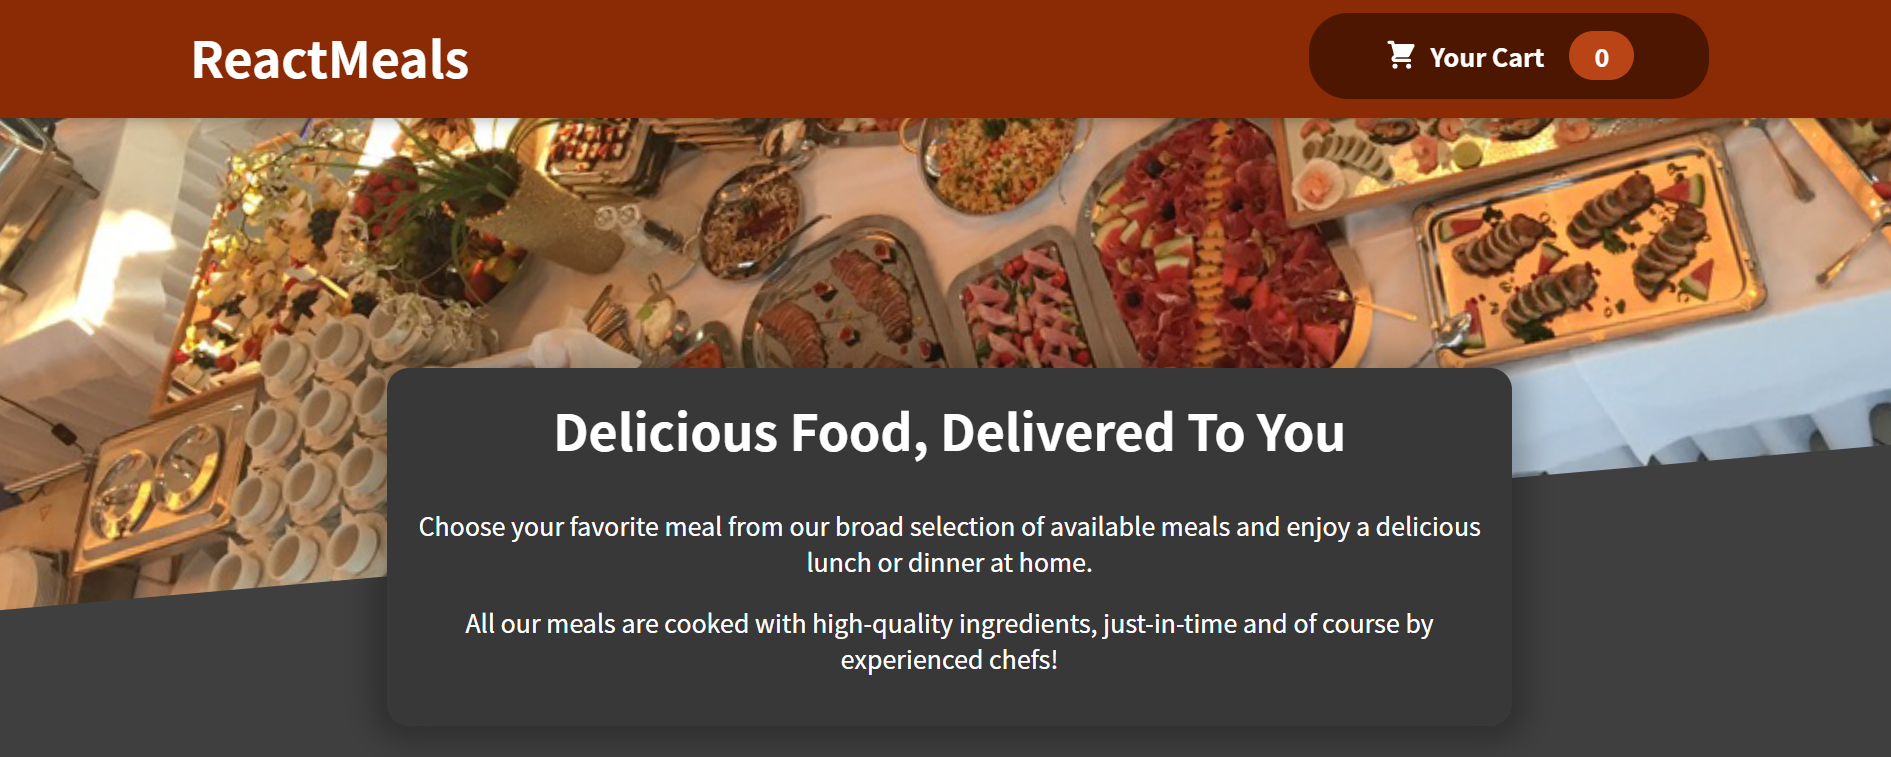 ReactMeals
Your Cart 0
Delicious Food, Delivered To You
Choose your favorite meal from our broad selection of available meals and enjoy a delicious
lunch or dinner at home.
All our meals are cooked with high-quality ingredients, just-in-time and of course by
experienced chefs!